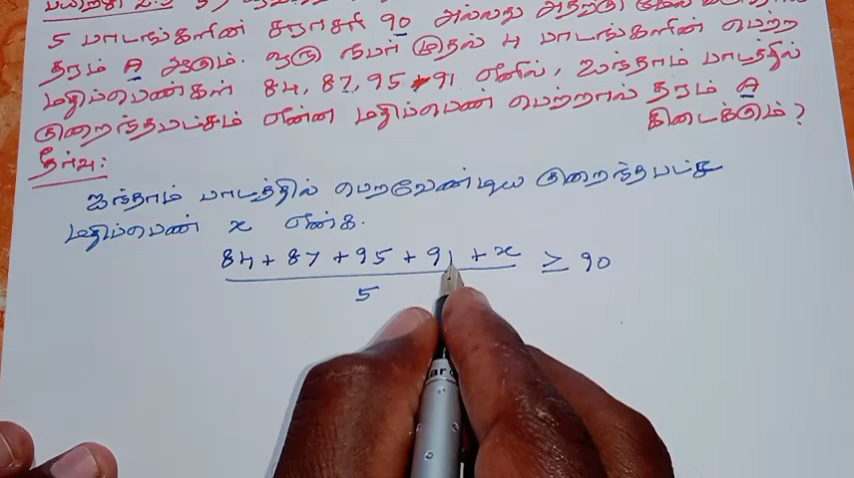 5 பாடங்களின் சராசரி 90 அல்லது அதற்கு மேல்
தரம் A ஆகும். ஒரு நபர் முதல் 4 பாடங்களின் பெற்ற
மதிப்பெண்கள் 84, 87, 95, 91 எனில், ஐந்தாம் பாடத்தில்
குறைந்தபட்சம் என்ன மதிப்பெண் பெற்றால் தரம் A
கிடைக்கும்?
தீர்வு:
ஐந்தாம் பாடத்தில் பெறவேண்டிய குறைந்தபட்ச
மதிப்பெண் x என்க.
84 + 87 + 95 + 91 + x ≥ 90
5